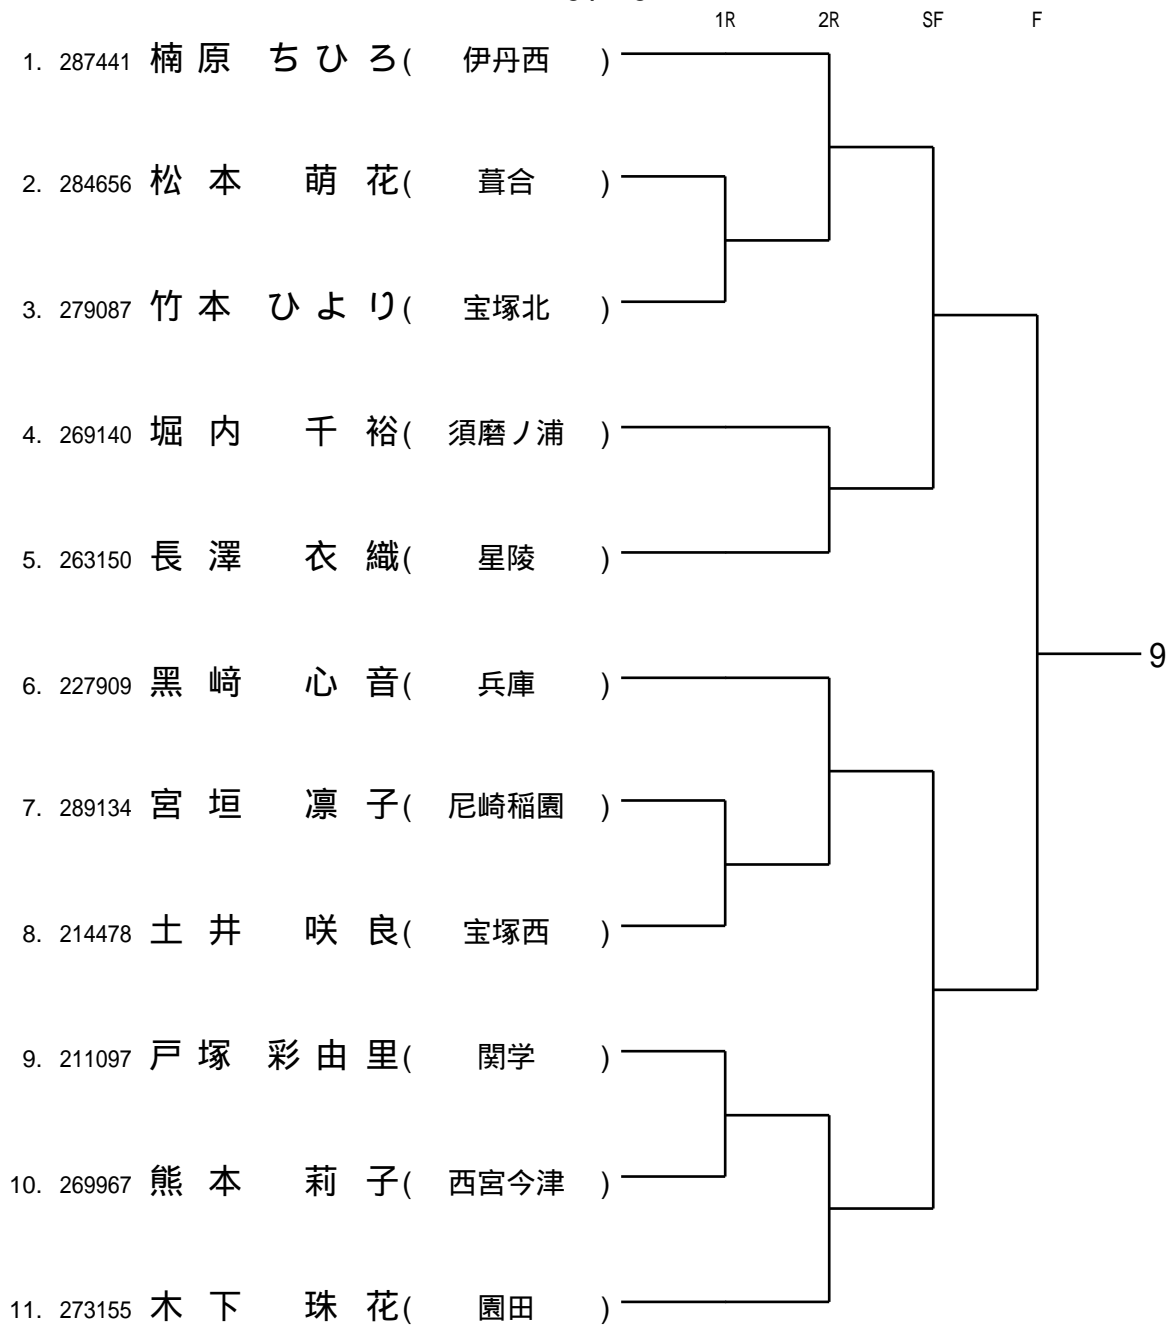 1R 2R SF F
1. 287441 楠原 ちひろ( 伊丹西 )
2. 284656 松本 萌花( 葺合 )
3. 279087 竹本 ひより( 宝塚北 )
4. 269140 堀内 千裕( 須磨ノ浦 )
5. 263150 長澤 衣織( 星陵 )
6. 227909 黑﨑 心音( 兵庫 )
9
7. 289134 宮垣 凛子( 尼崎稲園 )
8. 214478 土井 咲良( 宝塚西 )
9. 211097 戸塚 彩由里( 関学 )
10. 269967 熊本 莉子( 西宮今津 )
11. 273155 木下 珠花( 園田 )